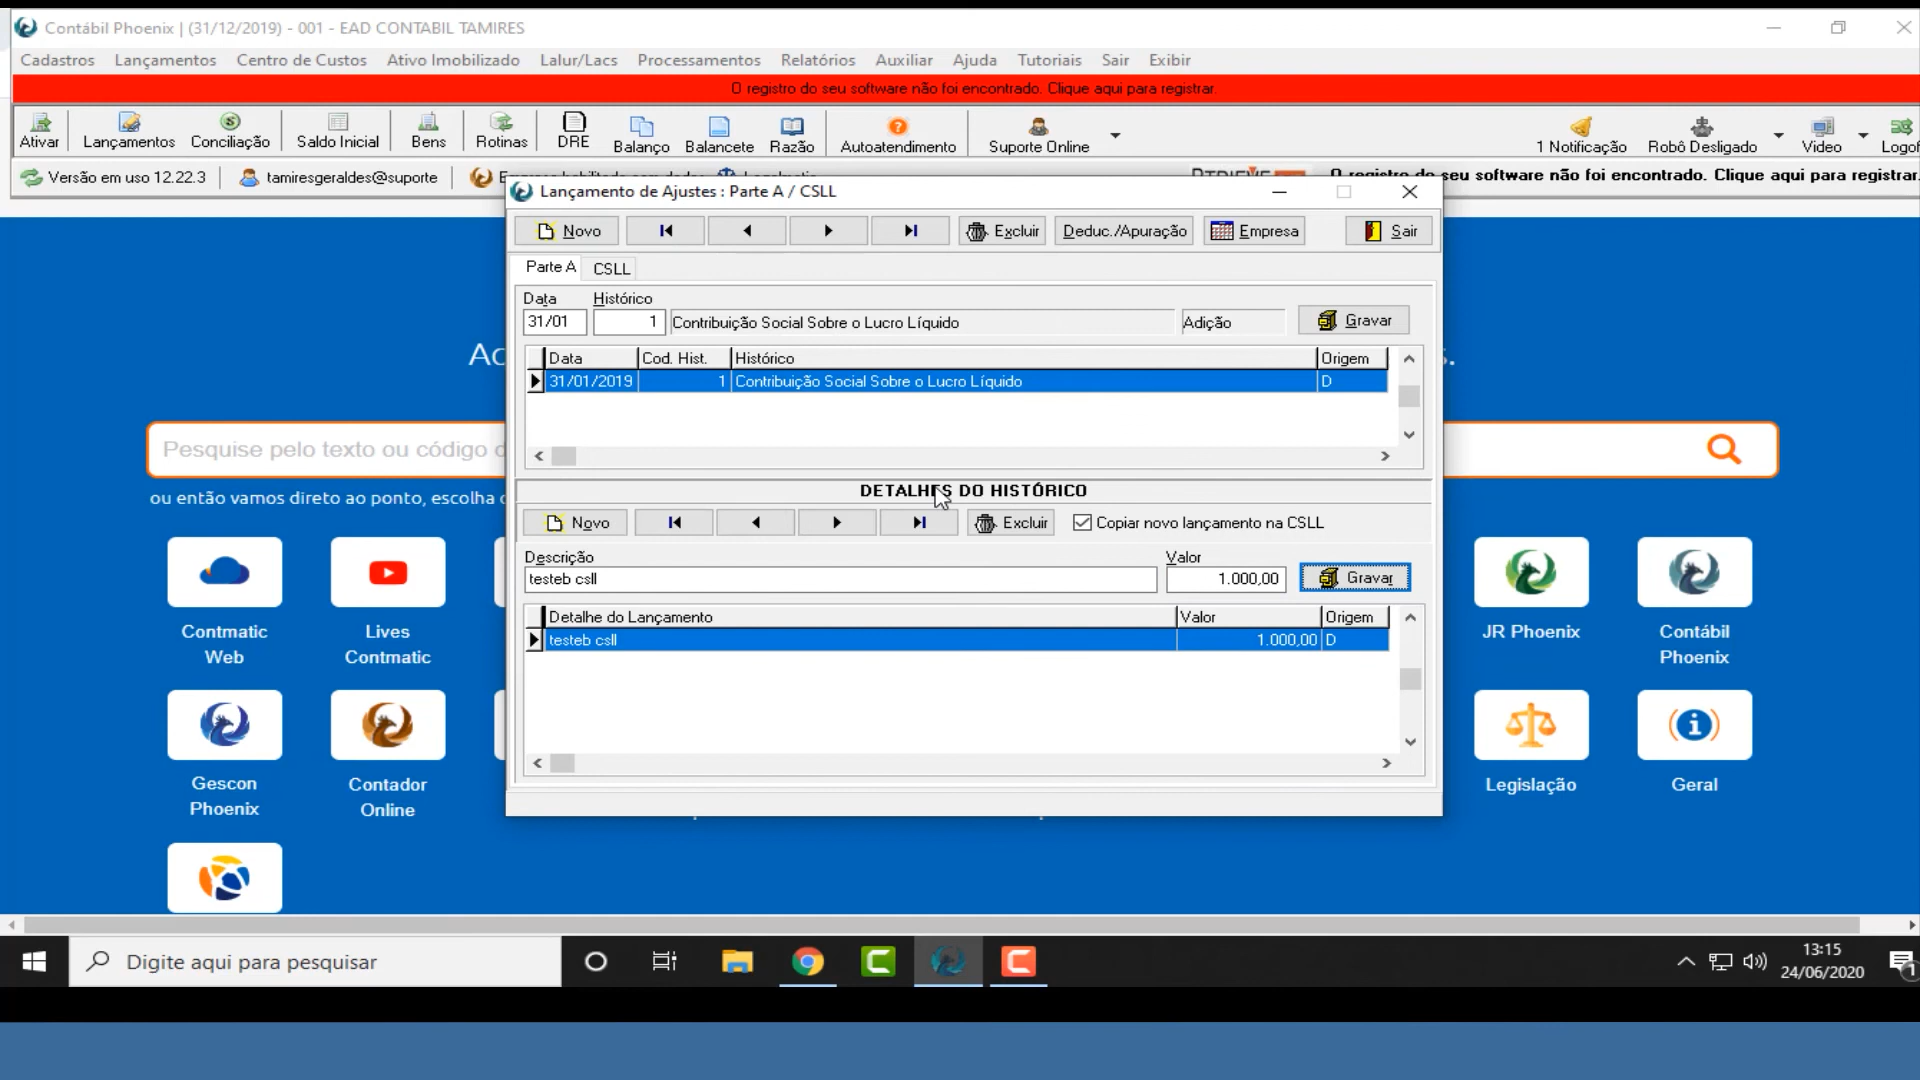 Contábil Phoenix | (31/12/2019) - 001 - EAD CONTABIL TAMIRES
Cadastros Lançamentos Centro de Custos Ativo Imobilizado Lalur/Lacs Processamentos Relatórios Auxiliar Ajuda Tutoriais Sair Exibir
O registro do seu software não foi encontrado. Clique aqui para registrar.
Ativar Lançamentos Conciliação Saldo Inicial Bens Rotinas DRE Balanço Balancete Razão Autoatendimento Suporte Online 1 Notificação Robô Desligado Video Logof
Versão em uso 12.22.3 tamiresgeraldes@suporte
O registro do seu software não foi encontrado. Clique aqui para registrar.
Lançamento de Ajustes : Parte A / CSLL
Novo Excluir Deduc./Apuração Empresa Sair
Parte A CSLL
Data Histórico
31/01 1 Contribuição Social Sobre o Lucro Líquido Adição Gravar
Data Cod. Hist. Histórico Origem
31/01/2019 1 Contribuição Social Sobre o Lucro Líquido D
DETALHES DO HISTÓRICO
Novo Excluir Copiar novo lançamento na CSLL
Descrição Valor
testeb csll 1.000,00 Gravar
Detalhe do Lançamento Valor Origem
testeb csll 1.000,00 D
Ac
s.
Pesquise pelo texto ou código
ou então vamos direto ao ponto, escolha
Contmatic
Web
Lives
Contmatic
JR Phoenix
Contábil
Phoenix
Gescon
Phoenix
Contador
Online
Legislação
Geral
Digite aqui para pesquisar
13:15
24/06/2020
1